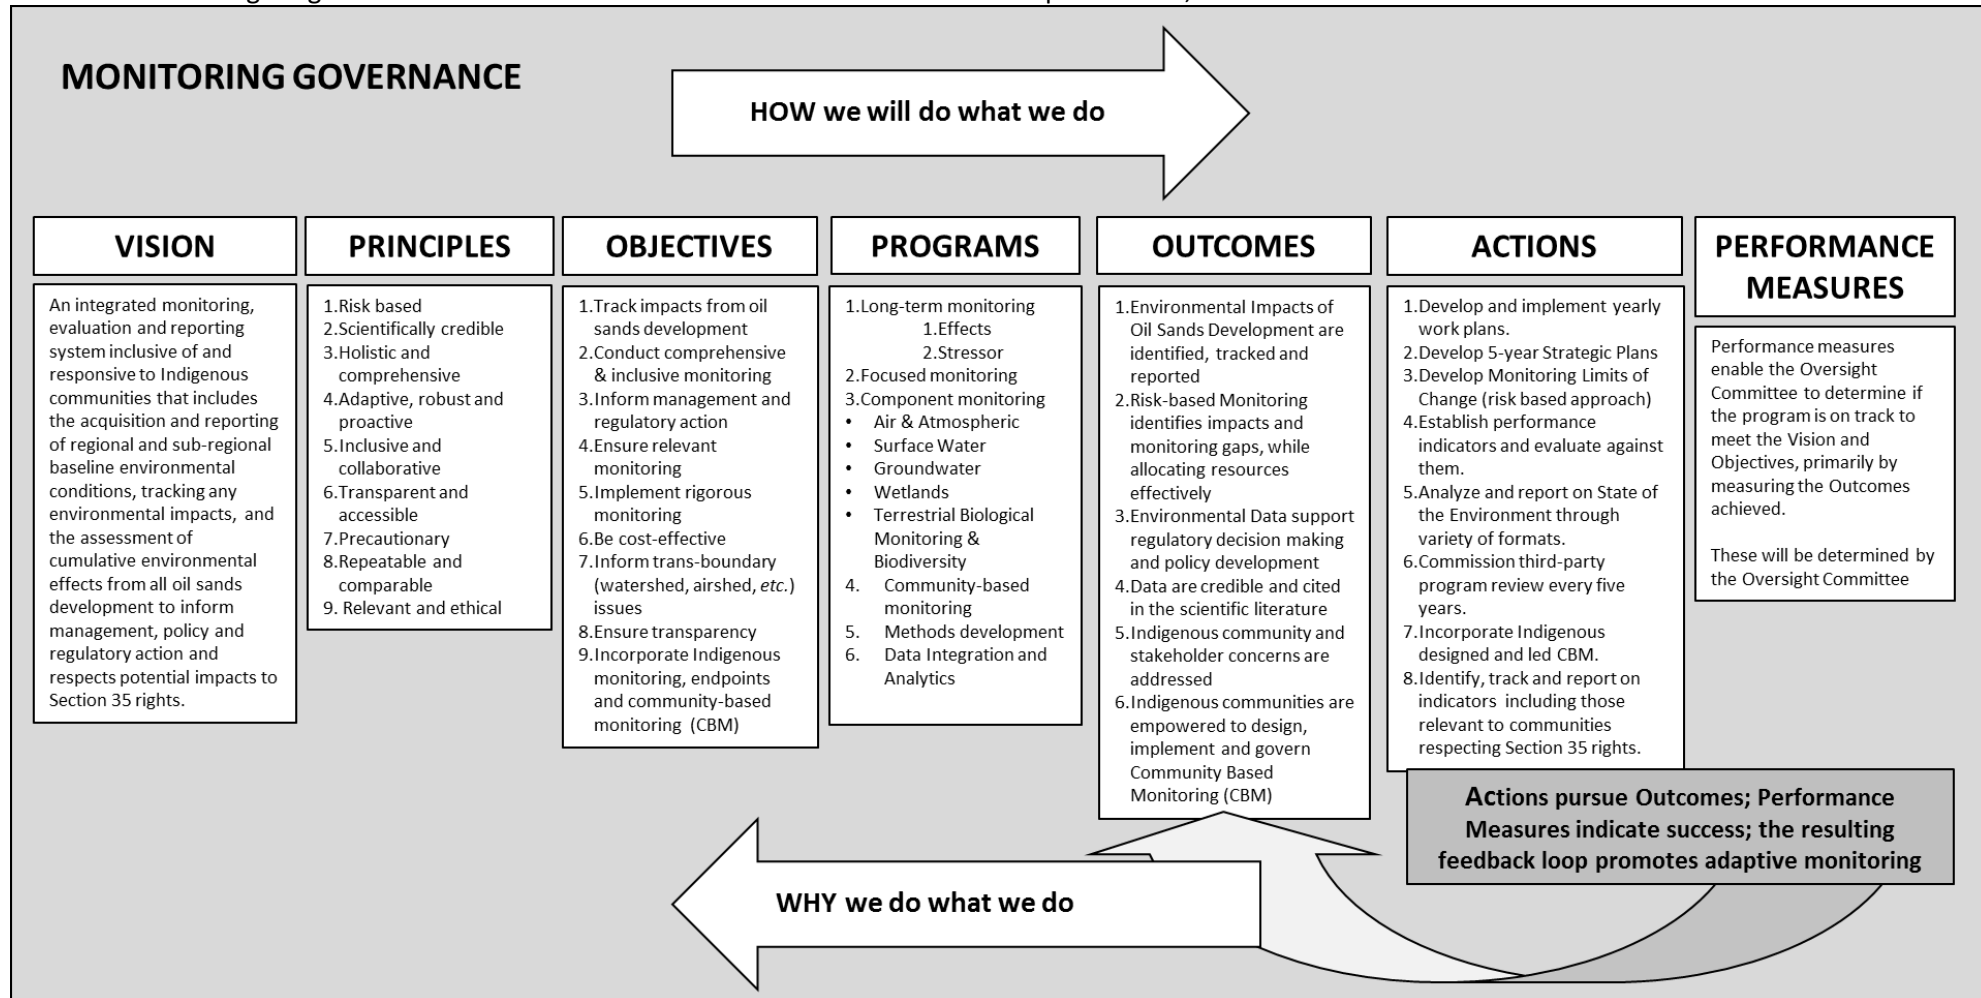 MONITORING GOVERNANCE
HOW we will do what we do
VISION
An integrated monitoring,
evaluation and reporting
system inclusive of and
responsive to Indigenous
communities that includes
the acquisition and reporting
of regional and sub-regional
baseline environmental
conditions, tracking any
environmental impacts, and
the assessment of
cumulative environmental
effects from all oil sands
development to inform
management, policy and
regulatory action and
respects potential impacts to
Section 35 rights.
PRINCIPLES
1.Risk based
2.Scientifically credible
3.Holistic and
comprehensive
4.Adaptive, robust and
proactive
5.Inclusive and
collaborative
6.Transparent and
accessible
7.Precautionary
8.Repeatable and
comparable
9. Relevant and ethical
OBJECTIVES
1.Track impacts from oil
sands development
2.Conduct comprehensive
& inclusive monitoring
3.Inform management and
regulatory action
4.Ensure relevant
monitoring
5.Implement rigorous
monitoring
6.Be cost-effective
7.Inform trans-boundary
(watershed, airshed, etc.)
issues
8.Ensure transparency
9.Incorporate Indigenous
monitoring, endpoints
and community-based
monitoring (CBM)
PROGRAMS
1.Long-term monitoring
1.Effects
2.Stressor
2.Focused monitoring
3.Component monitoring
• Air & Atmospheric
• Surface Water
• Groundwater
• Wetlands
• Terrestrial Biological
Monitoring &
Biodiversity
4. Community-based
monitoring
5. Methods development
6. Data Integration and
Analytics
OUTCOMES
1.Environmental Impacts of
Oil Sands Development are
identified, tracked and
reported
2.Risk-based Monitoring
identifies impacts and
monitoring gaps, while
allocating resources
effectively
3.Environmental Data support
regulatory decision making
and policy development
4.Data are credible and cited
in the scientific literature
5.Indigenous community and
stakeholder concerns are
addressed
6.Indigenous communities are
empowered to design,
implement and govern
Community Based
Monitoring (CBM)
ACTIONS
1.Develop and implement yearly
work plans.
2.Develop 5-year Strategic Plans
3.Develop Monitoring Limits of
Change (risk based approach)
4.Establish performance
indicators and evaluate against
them.
5.Analyze and report on State of
the Environment through
variety of formats.
6.Commission third-party
program review every five
years.
7.Incorporate Indigenous
designed and led CBM.
8.Identify, track and report on
indicators including those
relevant to communities
respecting Section 35 rights.
PERFORMANCE
MEASURES
Performance measures
enable the Oversight
Committee to determine if
the program is on track to
meet the Vision and
Objectives, primarily by
measuring the Outcomes
achieved.
These will be determined by
the Oversight Committee
Actions pursue Outcomes; Performance
Measures indicate success; the resulting
feedback loop promotes adaptive monitoring
WHY we do what we do